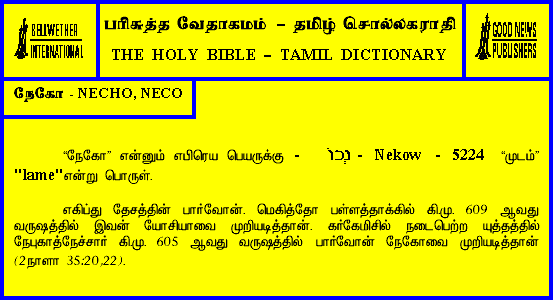 BELLWETHER
INTERNATIONAL
பரிசுத்த வேதாகமம் – தமிழ் சொல்லகராதி
THE HOLY BIBLE – TAMIL DICTIONARY
GOOD NEWS
PUBLISHERS
நேகோ - NECHO, NECO
“நேகோ” என்னும் எபிரெய பெயருக்கு - נְכוֹ - Nekow - 5224 “முடம்”
"lame" என்று பொருள்.
எகிப்து தேசத்தின் பார்வோன். மெகித்தோ பள்ளத்தாக்கில் கி.மு. 609 ஆவது
வருஷத்தில் இவன் யோசியாவை முறியடித்தான். கர்கேமிசில் நடைபெற்ற யுத்தத்தில்
நேபுகாத்நேச்சார் கி.மு. 605 ஆவது வருஷத்தில் பார்வோன் நேகோவை முறியடித்தான்
(2நாளா 35:20,22).